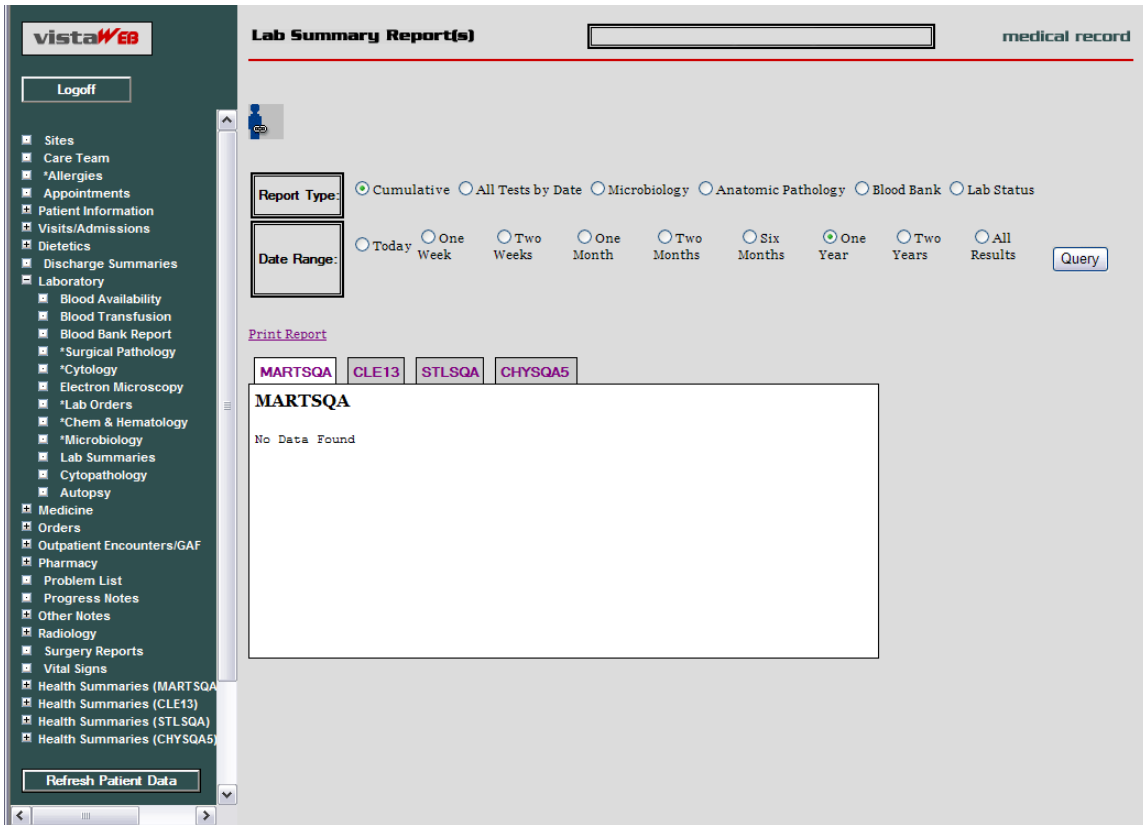 vistaWEB
Lab Summary Report(s)
medical record
Logoff
Sites
Care Team
*Allergies
Appointments
Patient Information
Visits/Admissions
Dietetics
Discharge Summaries
Laboratory
Blood Availability
Blood Transfusion
Blood Bank Report
*Surgical Pathology
*Cytology
Electron Microscopy
*Lab Orders
*Chem & Hematology
*Microbiology
Lab Summaries
Cytopathology
Autopsy
Medicine
Orders
Outpatient Encounters/GAF
Pharmacy
Problem List
Progress Notes
Other Notes
Radiology
Surgery Reports
Vital Signs
Health Summaries (MARTSQA
Health Summaries (CLE13)
Health Summaries (STLSQA)
Health Summaries (CHYSQA5)
Refresh Patient Data
Report Type: Cumulative All Tests by Date Microbiology Anatomic Pathology Blood Bank Lab Status
Date Range: Today One Week Two Weeks One Month Two Months Six Months One Year Two Years All Results Query
Print Report
MARTSQA CLE13 STLSQA CHYSQA5
MARTSQA
No Data Found